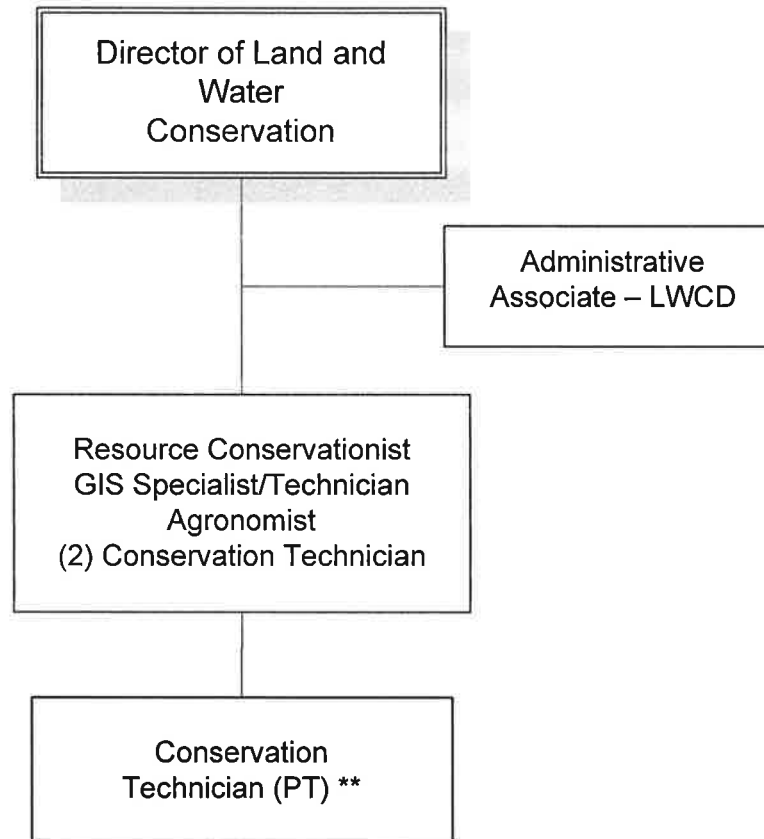 Director of Land and
Water
Conservation
Administrative
Associate – LWCD
Resource Conservationist
GIS Specialist/Technician
Agronomist
(2) Conservation Technician
Conservation
Technician (PT) **